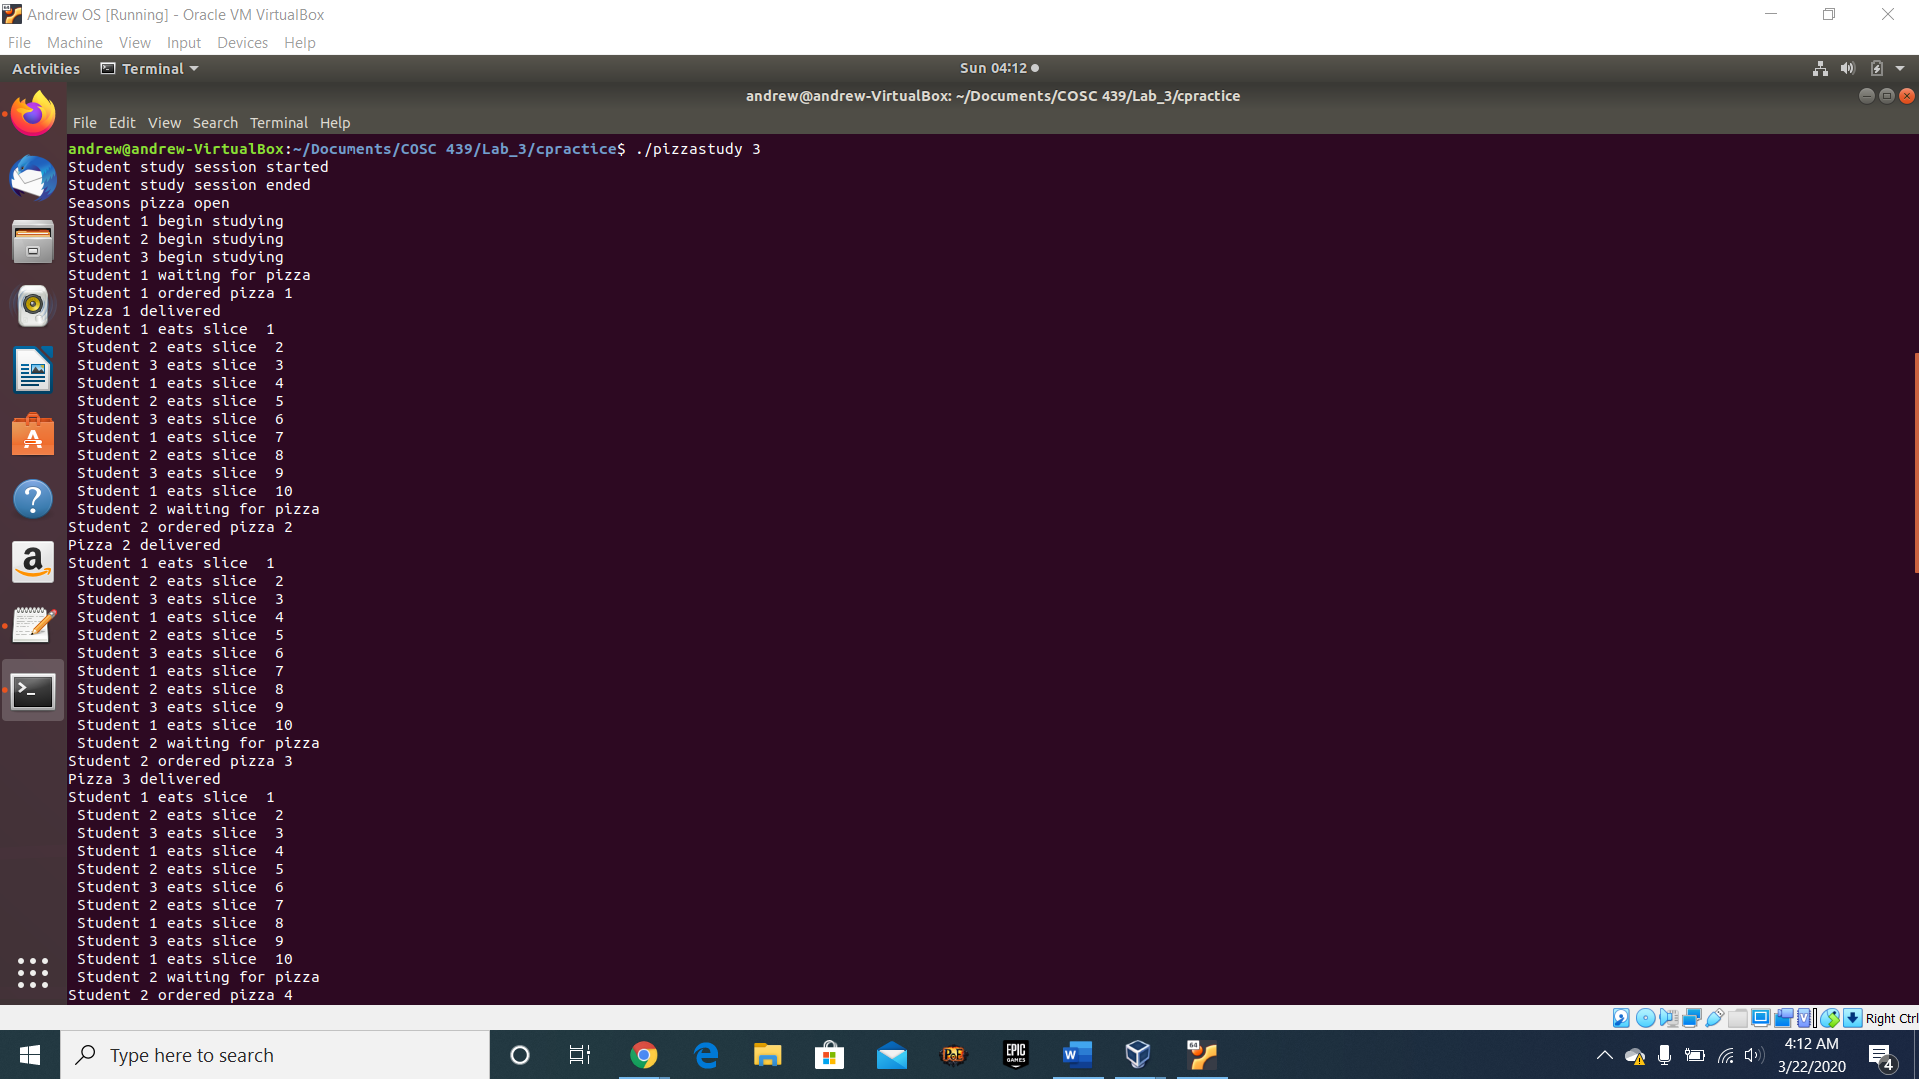 Andrew OS [Running] - Oracle VM VirtualBox
File Machine View Input Devices Help
Activities Terminal Sun 04:12
andrew@andrew-VirtualBox: ~/Documents/COSC 439/Lab_3/cpractice
File Edit View Search Terminal Help
andrew@andrew-VirtualBox:~/Documents/COSC 439/Lab_3/cpractice$ ./pizzastudy 3
Student study session started
Student study session ended
Seasons pizza open
Student 1 begin studying
Student 2 begin studying
Student 3 begin studying
Student 1 waiting for pizza
Student 1 ordered pizza 1
Pizza 1 delivered
Student 1 eats slice  1
 Student 2 eats slice  2
 Student 3 eats slice  3
 Student 1 eats slice  4
 Student 2 eats slice  5
 Student 3 eats slice  6
 Student 1 eats slice  7
 Student 2 eats slice  8
 Student 3 eats slice  9
 Student 1 eats slice  10
 Student 2 waiting for pizza
Student 2 ordered pizza 2
Pizza 2 delivered
Student 1 eats slice  1
 Student 2 eats slice  2
 Student 3 eats slice  3
 Student 1 eats slice  4
 Student 2 eats slice  5
 Student 3 eats slice  6
 Student 1 eats slice  7
 Student 2 eats slice  8
 Student 3 eats slice  9
 Student 1 eats slice  10
 Student 2 waiting for pizza
Student 2 ordered pizza 3
Pizza 3 delivered
Student 1 eats slice  1
 Student 2 eats slice  2
 Student 3 eats slice  3
 Student 1 eats slice  4
 Student 2 eats slice  5
 Student 3 eats slice  6
 Student 2 eats slice  7
 Student 1 eats slice  8
 Student 3 eats slice  9
 Student 1 eats slice  10
 Student 2 waiting for pizza
Student 2 ordered pizza 4
Right Ctrl
Type here to search
PoE
EPIC GAMES
W
64
4:12 AM
3/22/2020
4